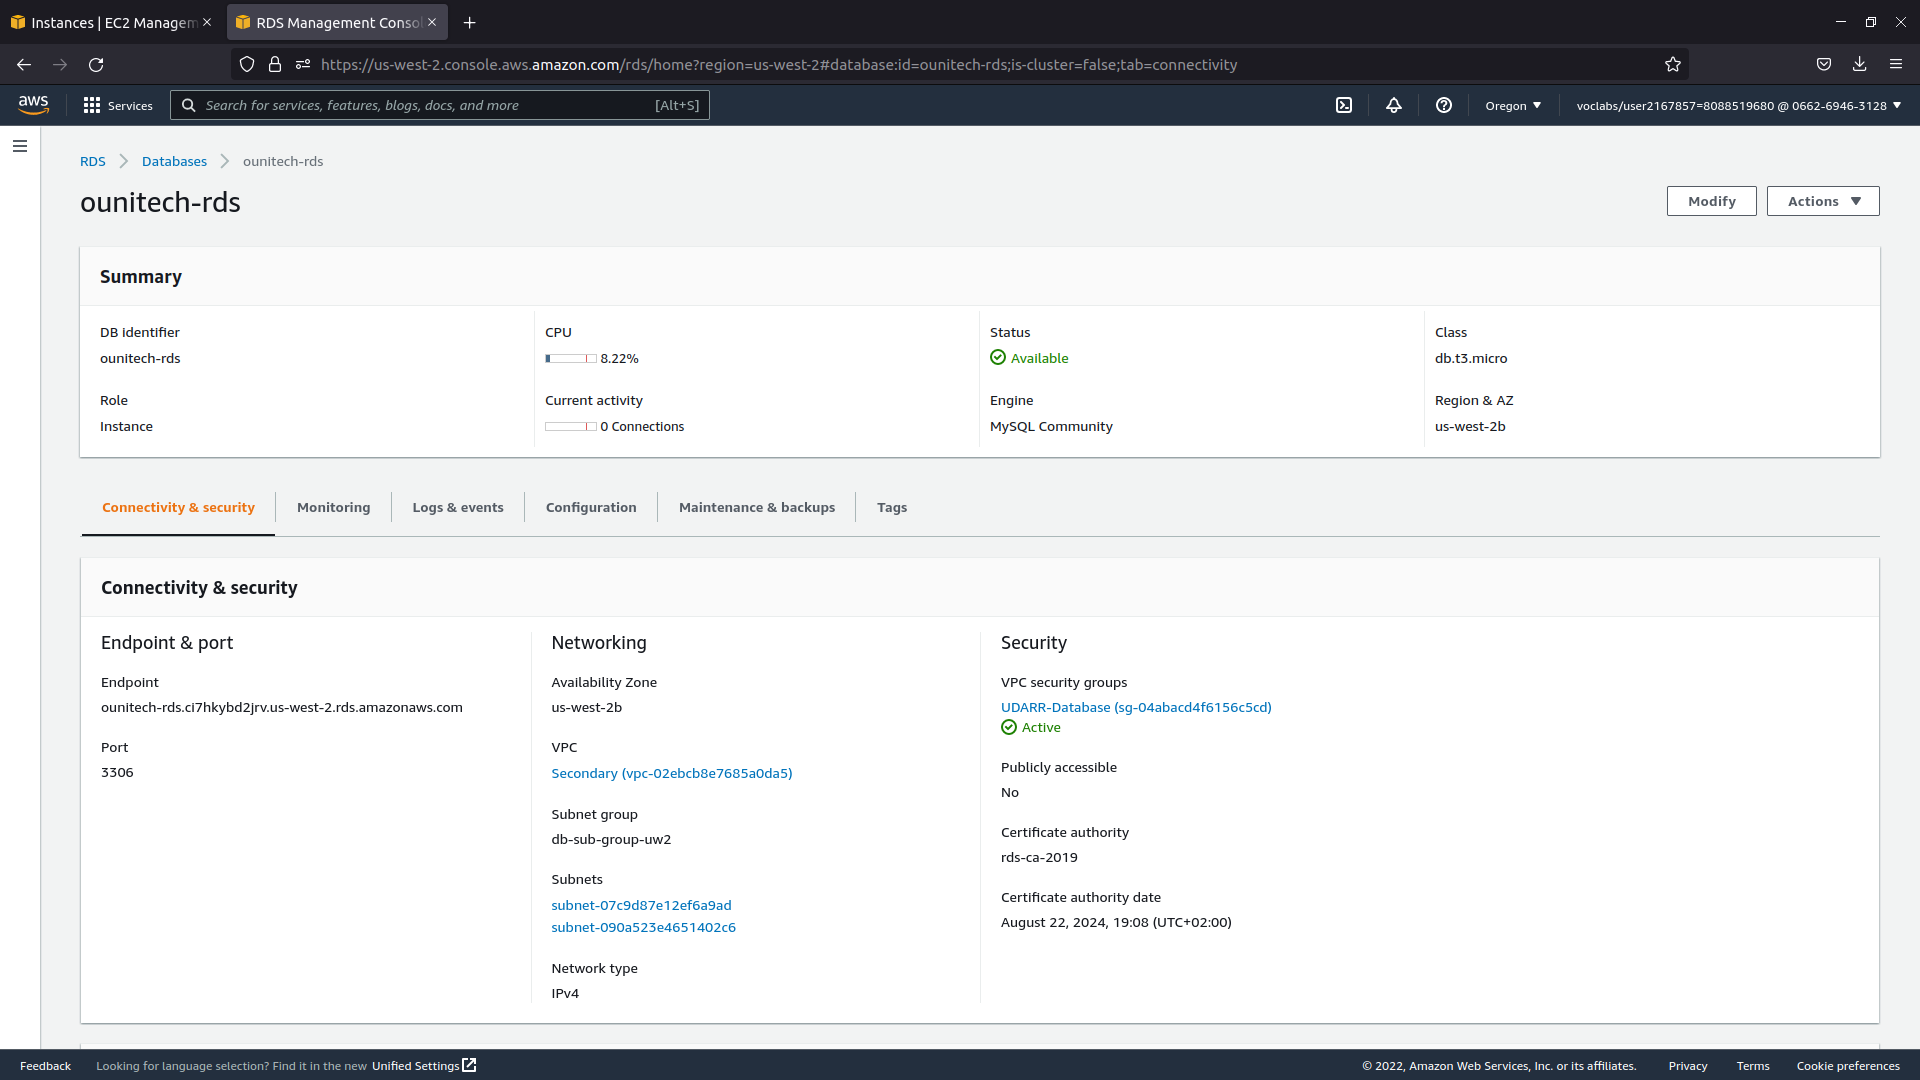 Instances | EC2 Managem
RDS Management Consol
https://us-west-2.console.aws.amazon.com/rds/home?region=us-west-2#database:id=ounitech-rds;is-cluster=false;tab=connectivity
aws
Services
Search for services, features, blogs, docs, and more
[Alt+S]
Oregon
voclabs/user2167857=8088519680 @ 0662-6946-3128
RDS
Databases
ounitech-rds
ounitech-rds
Modify
Actions
Summary
DB identifier
ounitech-rds
CPU
8.22%
Status
Available
Class
db.t3.micro
Role
Instance
Current activity
0 Connections
Engine
MySQL Community
Region & AZ
us-west-2b
Connectivity & security
Monitoring
Logs & events
Configuration
Maintenance & backups
Tags
Connectivity & security
Endpoint & port
Endpoint
ounitech-rds.ci7hkybd2jrv.us-west-2.rds.amazonaws.com
Port
3306
Networking
Availability Zone
us-west-2b
VPC
Secondary (vpc-02ebcb8e7685a0da5)
Subnet group
db-sub-group-uw2
Subnets
subnet-07c9d87e12ef6a9ad
subnet-090a523e4651402c6
Network type
IPv4
Security
VPC security groups
UDARR-Database (sg-04abacd4f6156c5cd)
Active
Publicly accessible
No
Certificate authority
rds-ca-2019
Certificate authority date
August 22, 2024, 19:08 (UTC+02:00)
Feedback
Looking for language selection? Find it in the new Unified Settings
© 2022, Amazon Web Services, Inc. or its affiliates.
Privacy
Terms
Cookie preferences